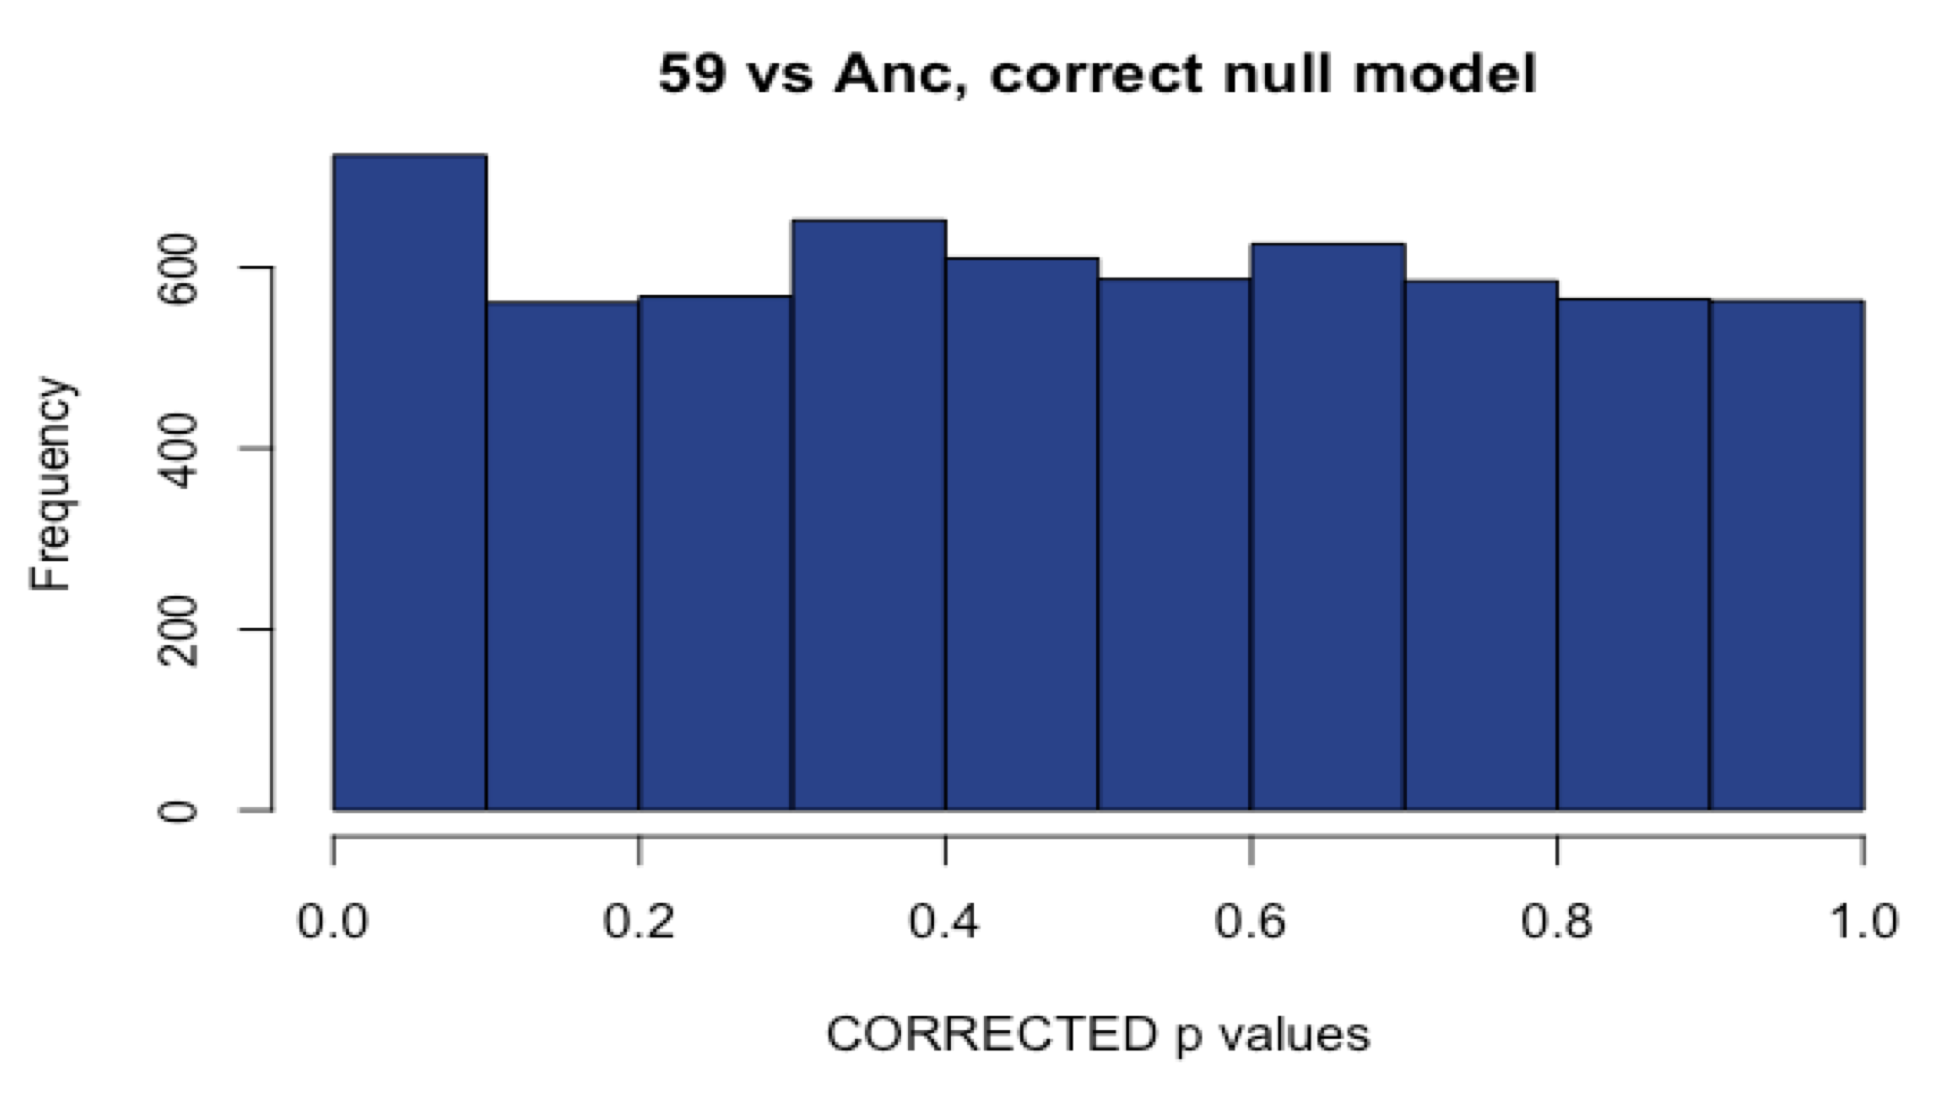 59 vs Anc, correct null model
Frequency
600
400
200
0
0.0 0.2 0.4 0.6 0.8 1.0
CORRECTED p values